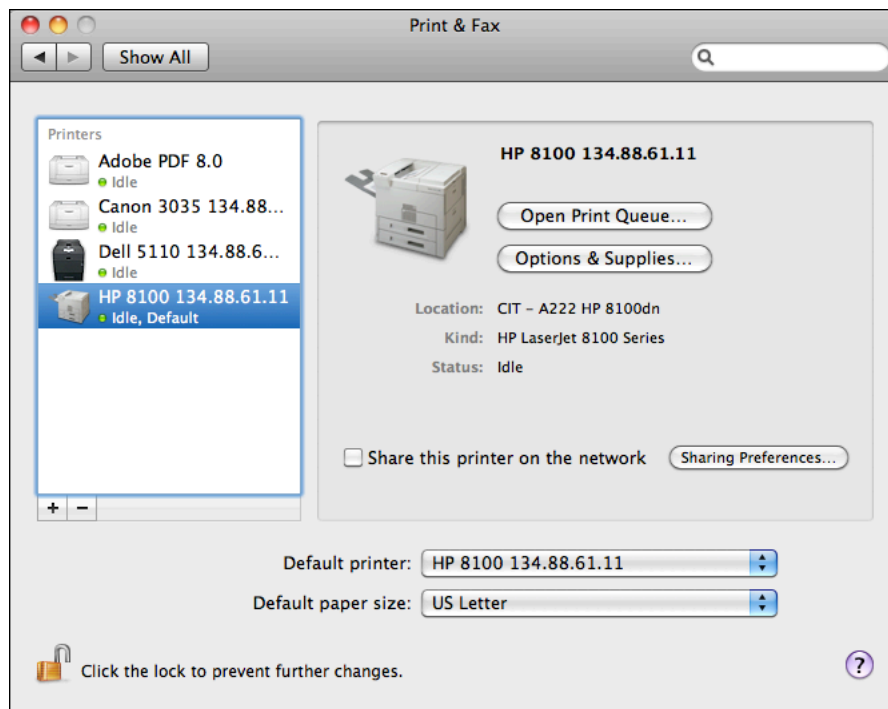 Print & Fax
Show All
Printers
Adobe PDF 8.0
Idle
Canon 3035 134.88...
Idle
Dell 5110 134.88.6...
Idle
HP 8100 134.88.61.11
Idle, Default
+ −
HP 8100 134.88.61.11
Open Print Queue...
Options & Supplies...
Location: CIT – A222 HP 8100dn
Kind: HP LaserJet 8100 Series
Status: Idle
Share this printer on the network Sharing Preferences...
Default printer: HP 8100 134.88.61.11
Default paper size: US Letter
Click the lock to prevent further changes.
?